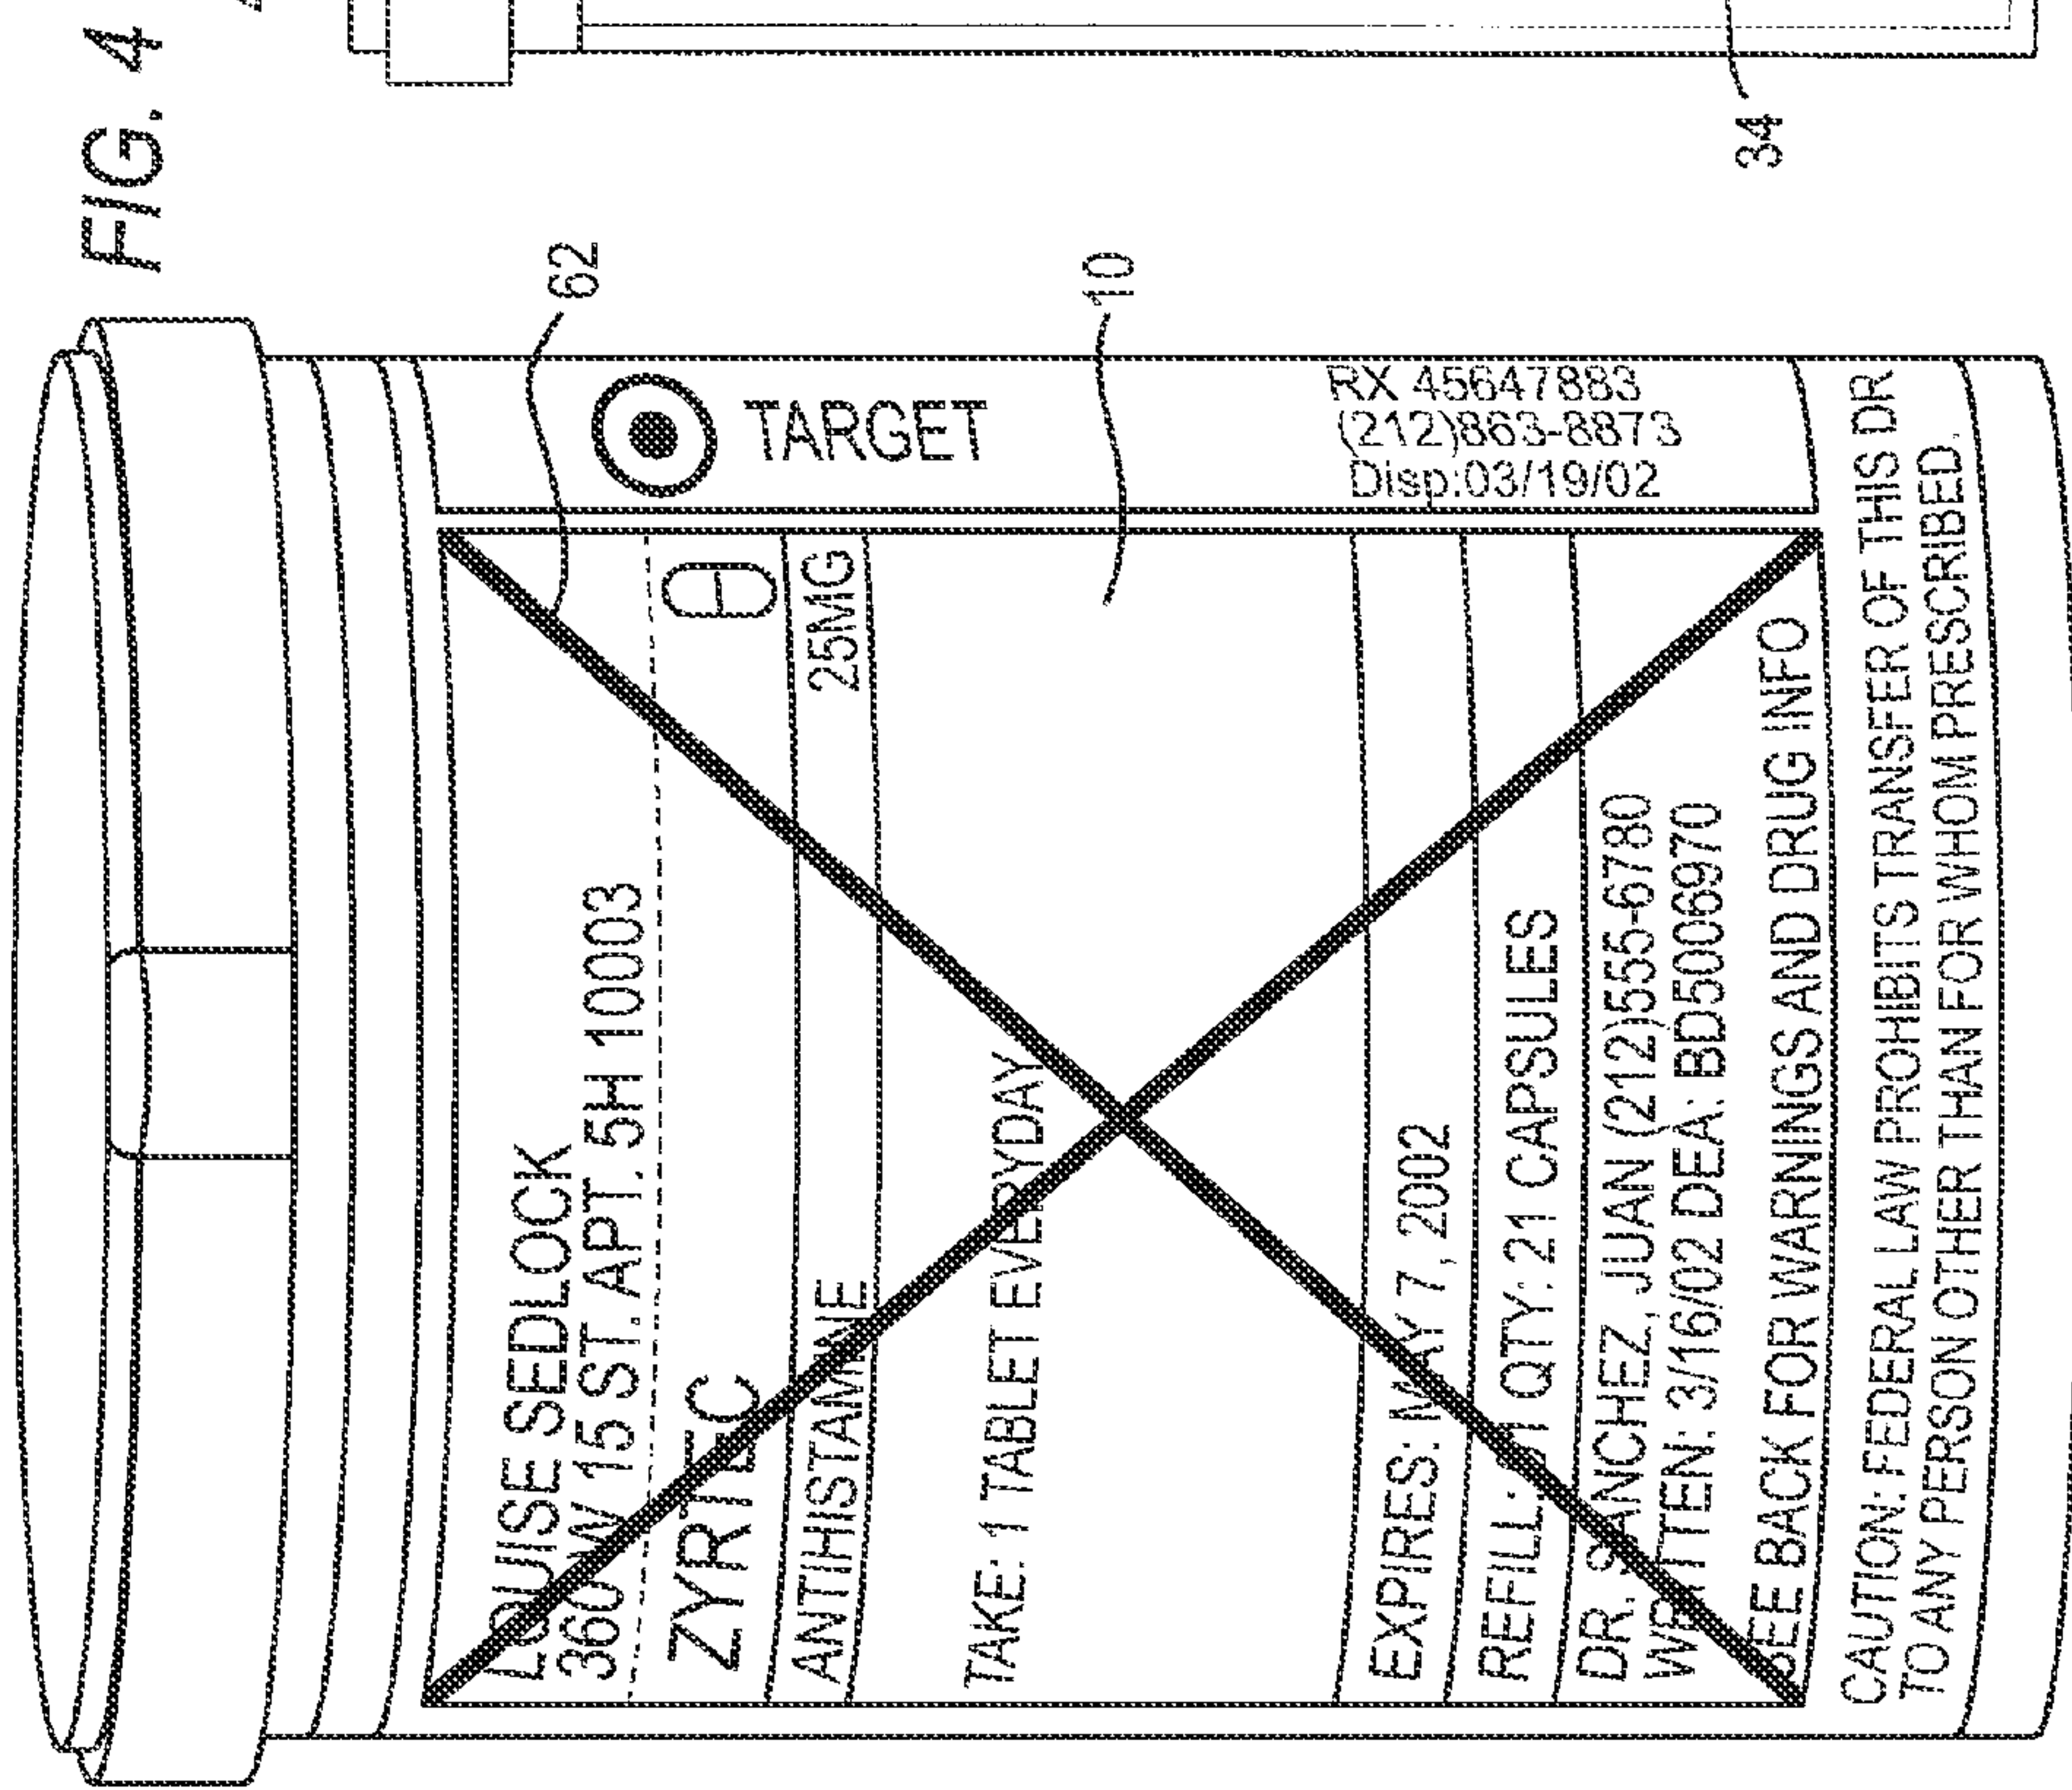 FIG. 4
62
10
34
LOUISE SEDLOCK
360 W 15 ST. APT. 5H 10003
ZYRTEC
ANTIHISTAMINE 25MG
TAKE: 1 TABLET EVERYDAY
EXPIRES: MAY 7, 2002
REFILL: 1 QTY: 21 CAPSULES
DR. SANCHEZ, JUAN (212)555-6780
WRITTEN: 3/16/02 DEA: BD5006970
SEE BACK FOR WARNINGS AND DRUG INFO
TARGET
RX 45647883
(212)863-8873
Disp:03/19/02
CAUTION: FEDERAL LAW PROHIBITS TRANSFER OF THIS DR
TO ANY PERSON OTHER THAN FOR WHOM PRESCRIBED.